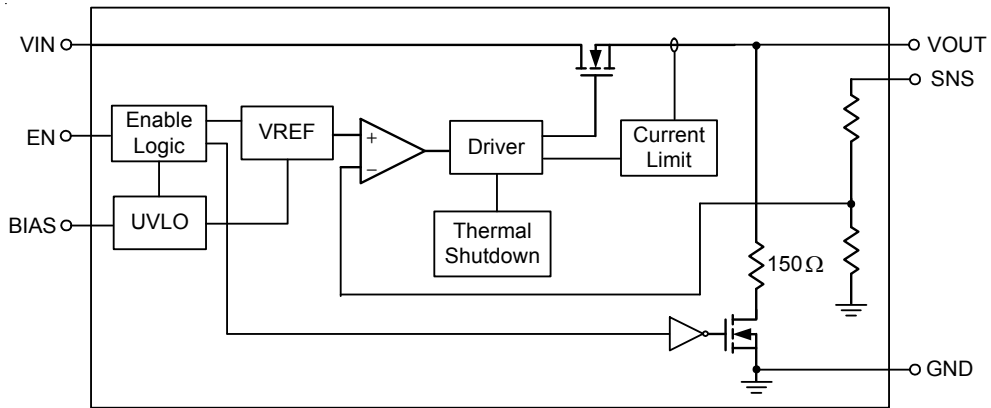 VIN
VOUT
SNS
EN
Enable
Logic
VREF
+
−
Driver
Current
Limit
BIAS
UVLO
Thermal
Shutdown
150Ω
GND